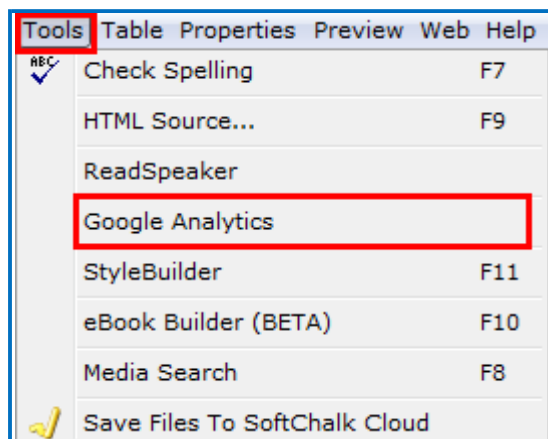 Tools Table Properties Preview Web Help
ABC Check Spelling F7
HTML Source... F9
ReadSpeaker
Google Analytics
StyleBuilder F11
eBook Builder (BETA) F10
Media Search F8
Save Files To SoftChalk Cloud